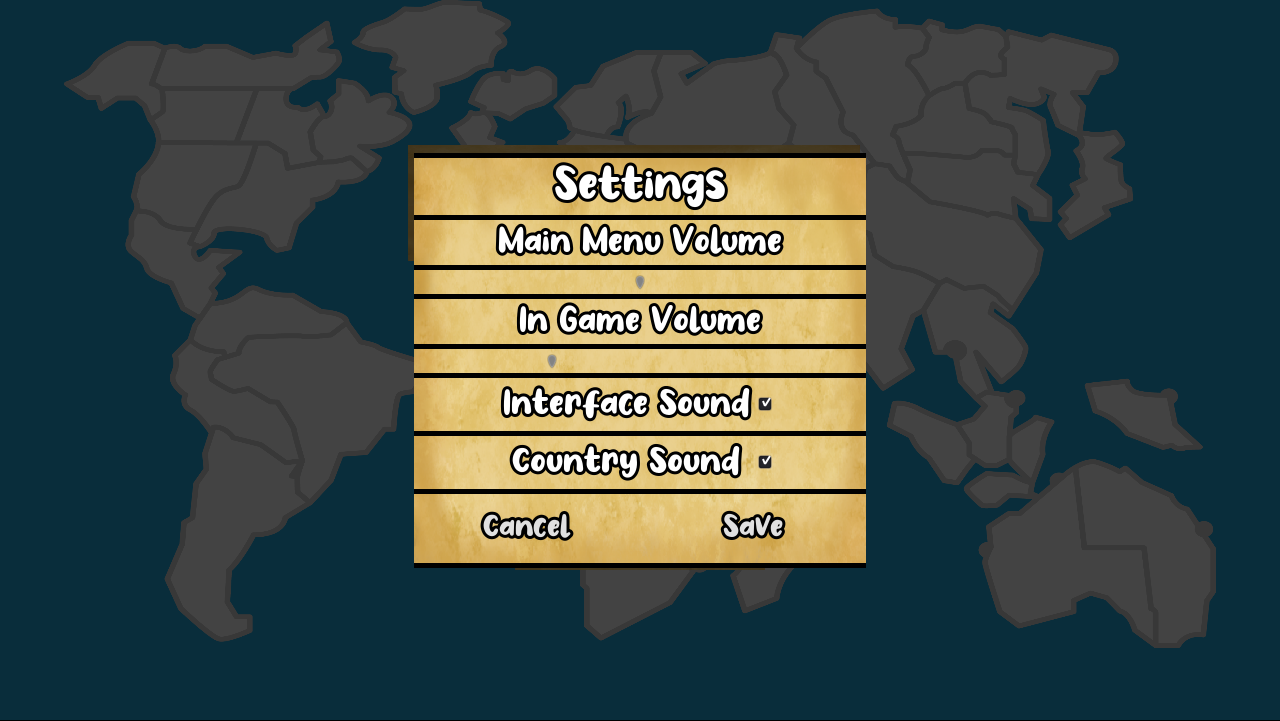 Settings
Main Menu Volume
In Game Volume
Interface Sound
Country Sound
Cancel
Save